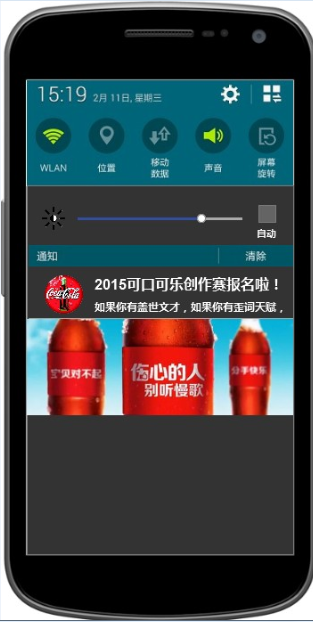 15:19 2月 11日, 星期三
WLAN 位置 移动数据 声音 屏幕旋转
自动
通知 清除
Coca-Cola
2015可口可乐创作赛报名啦！
如果你有盖世文才，如果你有歪词天赋，
宝贝对不起 伤心的人 分手快乐
别听慢歌